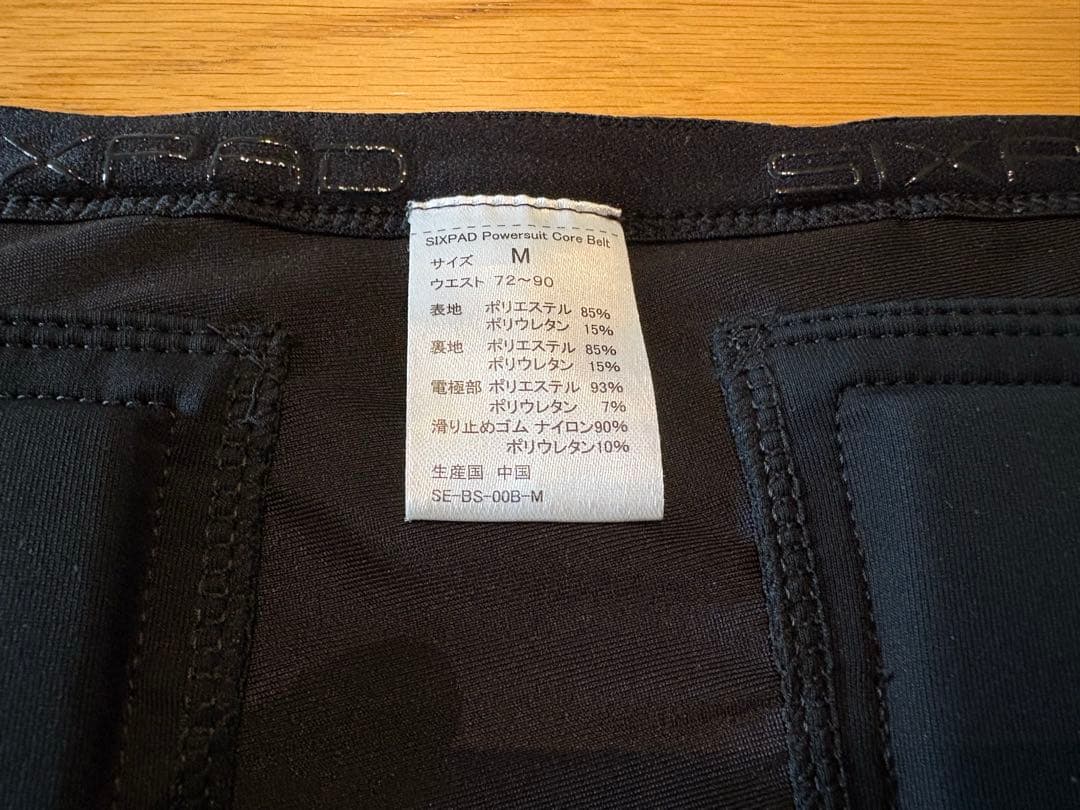 XPAD SIXP
SIXPAD Powersuit Core Belt
サイズ M
ウエスト 72～90
表地 ポリエステル 85%
ポリウレタン 15%
裏地 ポリエステル 85%
ポリウレタン 15%
電極部 ポリエステル 93%
ポリウレタン 7%
滑り止めゴム ナイロン90%
ポリウレタン10%
生産国 中国
SE-BS-00B-M